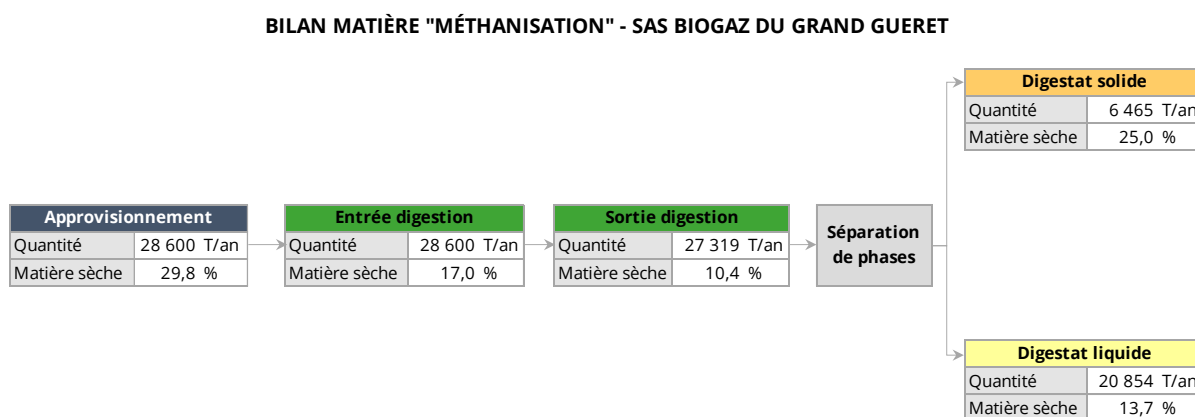 BILAN MATIÈRE "MÉTHANISATION" - SAS BIOGAZ DU GRAND GUERET
Digestat solide
Quantité 6 465 T/an
Matière sèche 25,0 %
Approvisionnement
Quantité 28 600 T/an
Matière sèche 29,8 %
Entrée digestion
Quantité 28 600 T/an
Matière sèche 17,0 %
Sortie digestion
Quantité 27 319 T/an
Matière sèche 10,4 %
Séparation
de phases
Digestat liquide
Quantité 20 854 T/an
Matière sèche 13,7 %